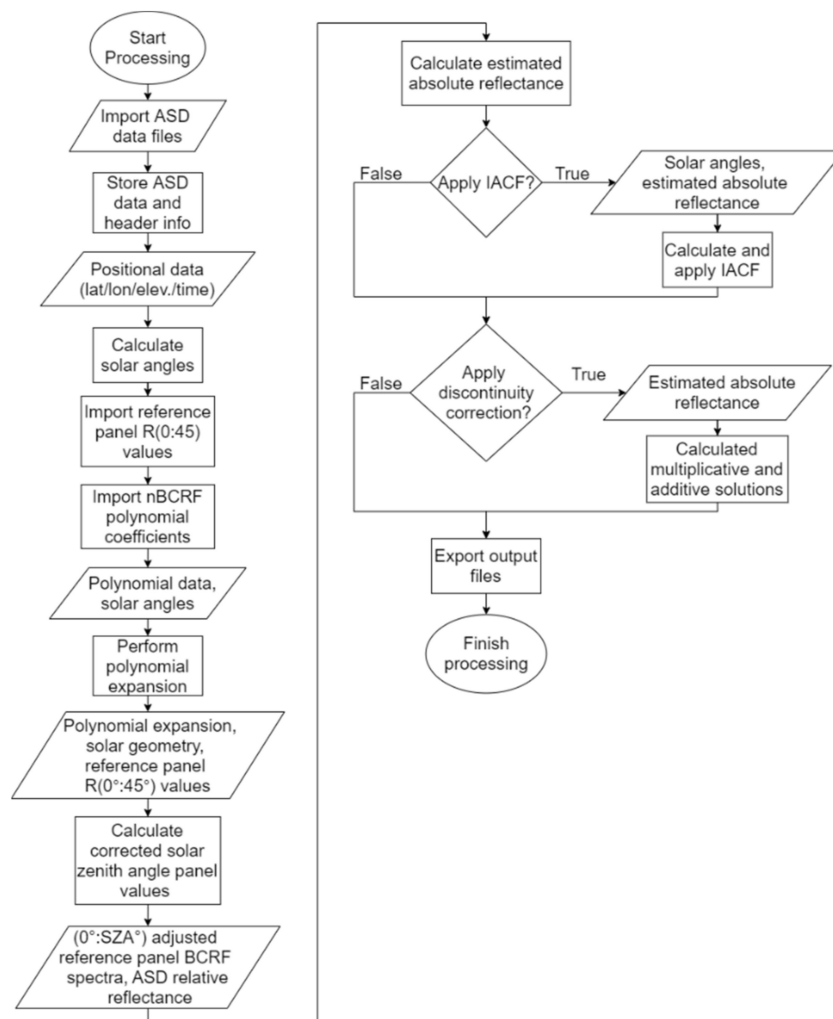 Start
Processing
Import ASD
data files
Store ASD
data and
header info
Positional data
(lat/lon/elev./time)
Calculate
solar angles
Import reference
panel R(0:45)
values
Import nBCRF
polynomial
coefficients
Polynomial data,
solar angles
Perform
polynomial
expansion
Polynomial expansion,
solar geometry,
reference panel
R(0°:45°) values
Calculate
corrected solar
zenith angle panel
values
(0°:SZA°) adjusted
reference panel BCRF
spectra, ASD relative
reflectance
Calculate estimated
absolute reflectance
False
Apply IACF?
True
Solar angles,
estimated absolute
reflectance
Calculate and
apply IACF
False
Apply
discontinuity
correction?
True
Estimated absolute
reflectance
Calculated
multiplicative and
additive solutions
Export output
files
Finish
processing